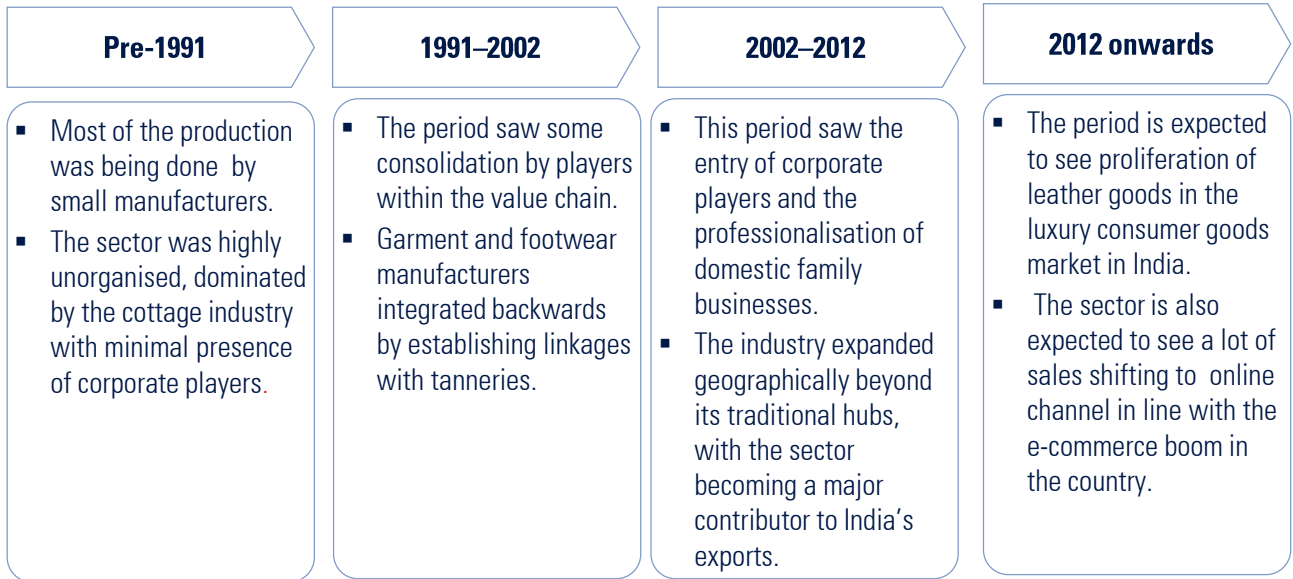 Pre-1991
▪ Most of the production
was being done by
small manufacturers.
▪ The sector was highly
unorganised, dominated
by the cottage industry
with minimal presence
of corporate players.
1991–2002
▪ The period saw some
consolidation by players
within the value chain.
▪ Garment and footwear
manufacturers
integrated backwards
by establishing linkages
with tanneries.
2002–2012
▪ This period saw the
entry of corporate
players and the
professionalisation of
domestic family
businesses.
▪ The industry expanded
geographically beyond
its traditional hubs,
with the sector
becoming a major
contributor to India’s
exports.
2012 onwards
▪ The period is expected
to see proliferation of
leather goods in the
luxury consumer goods
market in India.
▪ The sector is also
expected to see a lot of
sales shifting to online
channel in line with the
e-commerce boom in
the country.